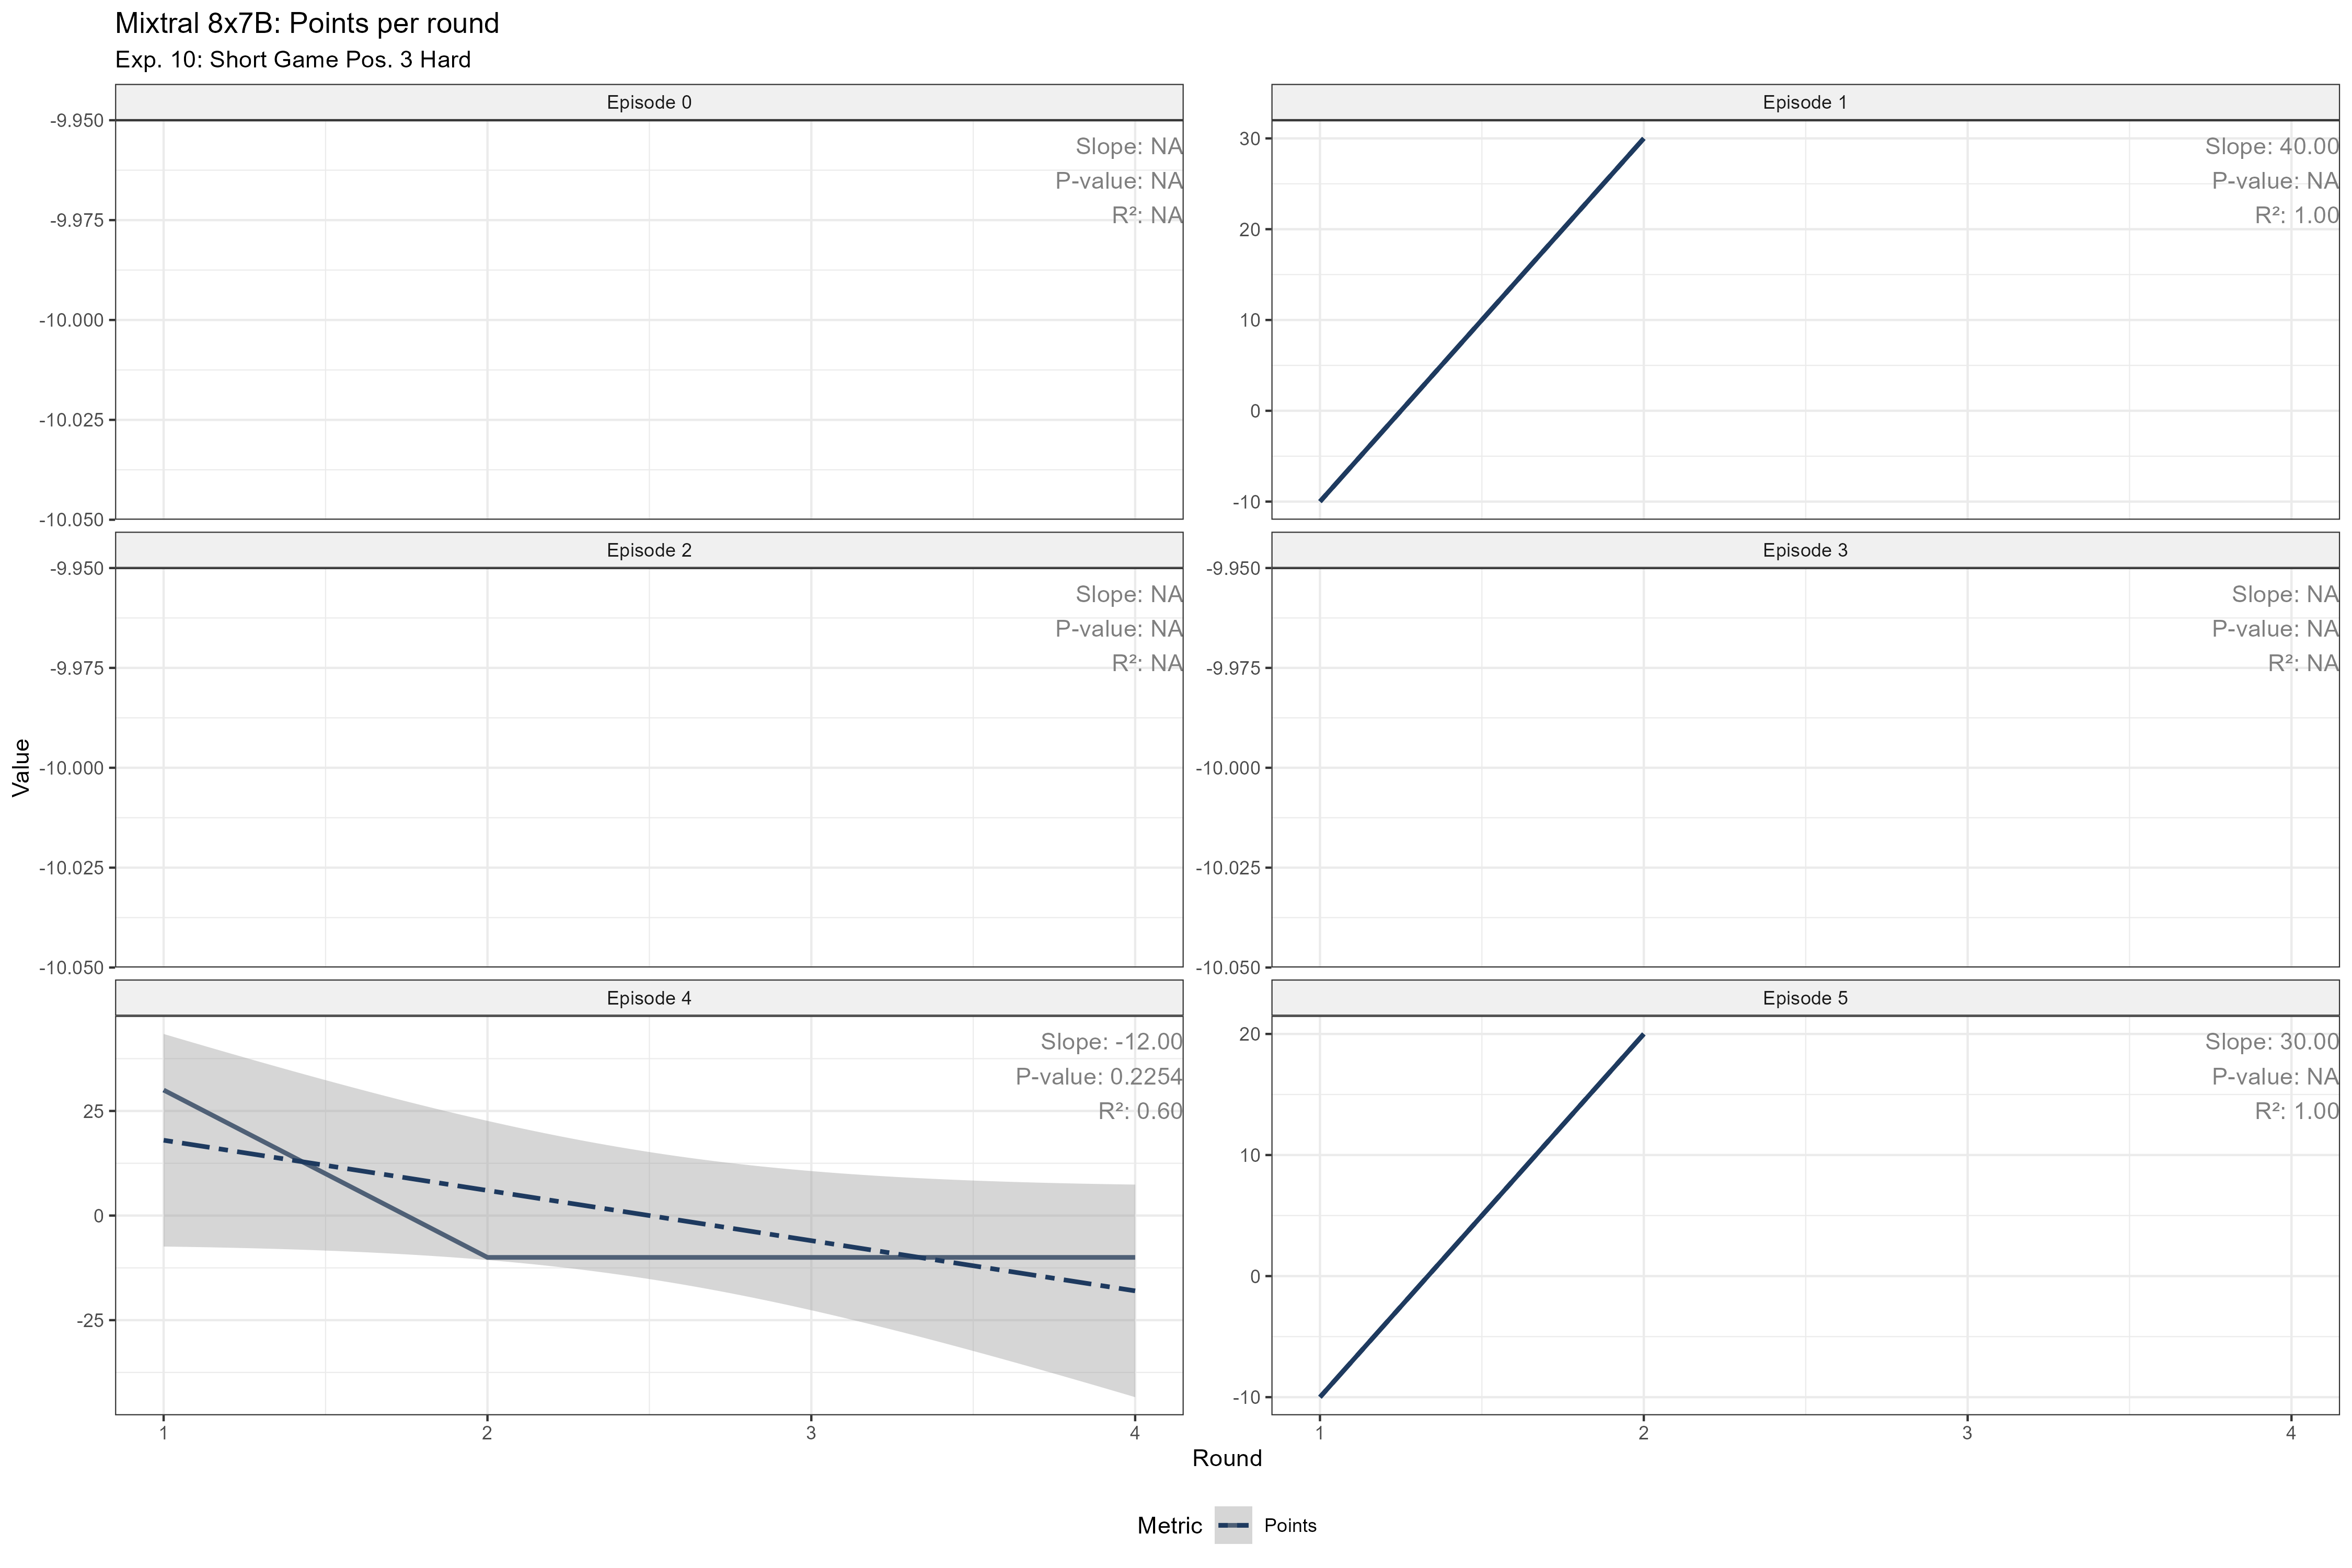 Mixtral 8x7B: Points per round
Exp. 10: Short Game Pos. 3 Hard
Episode 0
-9.950
-9.975
-10.000
-10.025
-10.050
Slope: NA
P-value: NA
R²: NA
Episode 1
30
20
10
0
-10
Slope: 40.00
P-value: NA
R²: 1.00
Episode 2
-9.950
-9.975
-10.000
-10.025
-10.050
Slope: NA
P-value: NA
R²: NA
Episode 3
-9.950
-9.975
-10.000
-10.025
-10.050
Slope: NA
P-value: NA
R²: NA
Value
Episode 4
25
0
-25
Slope: -12.00
P-value: 0.2254
R²: 0.60
1 2 3 4
Episode 5
20
10
0
-10
Slope: 30.00
P-value: NA
R²: 1.00
1 2 3 4
Round
Metric Points